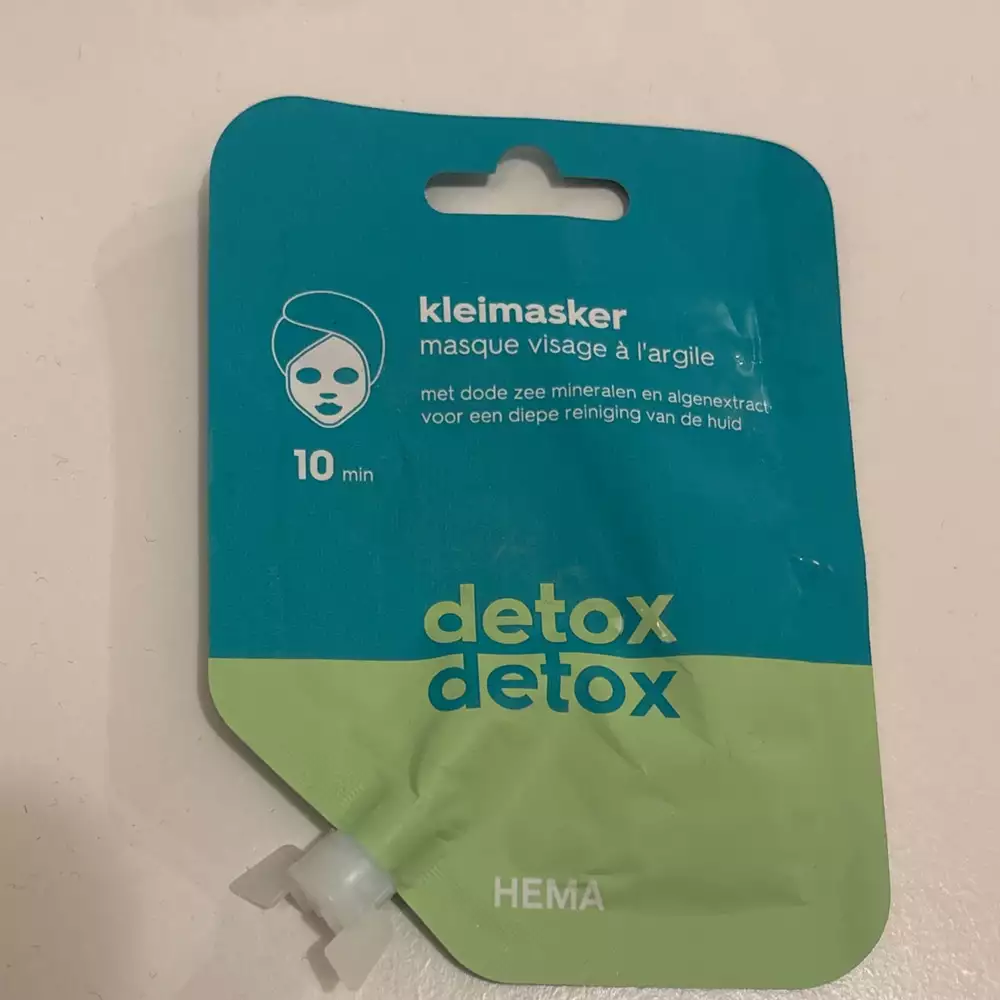 kleimasker
masque visage à l'argile
met dode zee mineralen en algenextract
voor een diepe reiniging van de huid
10 min
detox
detox
HEMA